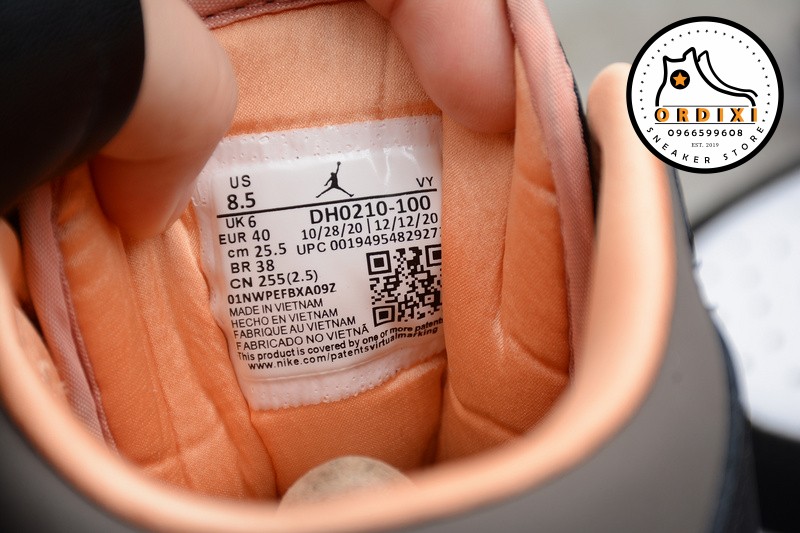 US
8.5
VY
UK 6
DH0210-100
EUR 40
10/28/20 | 12/12/20
cm 25.5
UPC 0019495482927
BR 38
CN 255(2.5)
01NWPEFBXA09Z
MADE IN VIETNAM
HECHO EN VIETNAM
FABRIQUE AU VIETNAM
FABRICADO NO VIETNÃ
This product is covered by one or more patent
www.nike.com/patentsvirtualmarking
ORDIXI
0966599608
EST. 2019
SNEAKER STORE